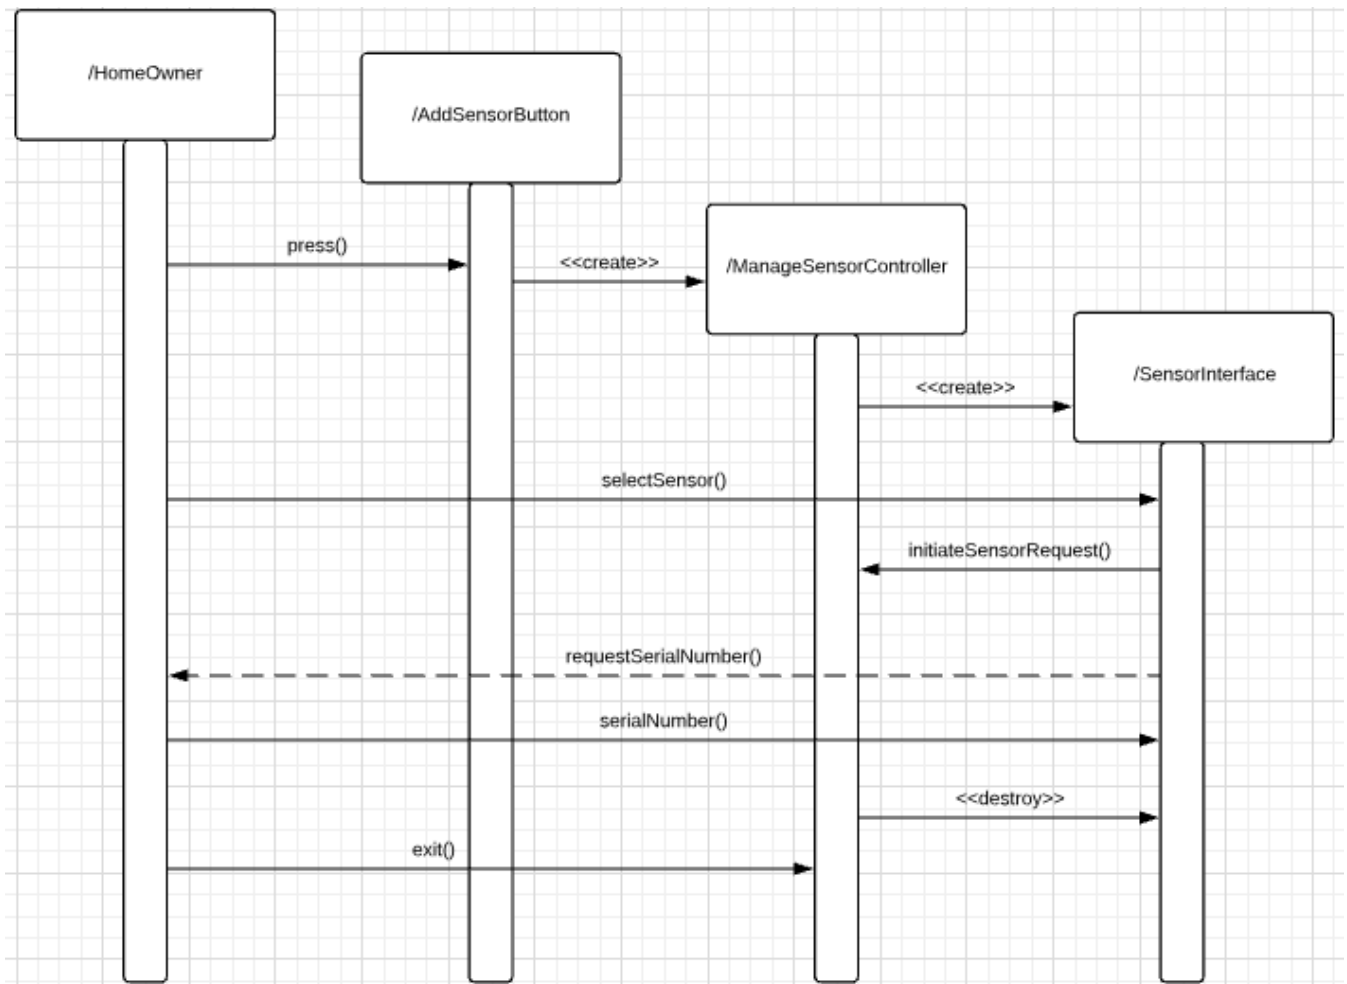 /HomeOwner
/AddSensorButton
press()
<<create>>
/ManageSensorController
/SensorInterface
<<create>>
selectSensor()
initiateSensorRequest()
requestSerialNumber()
serialNumber()
<<destroy>>
exit()